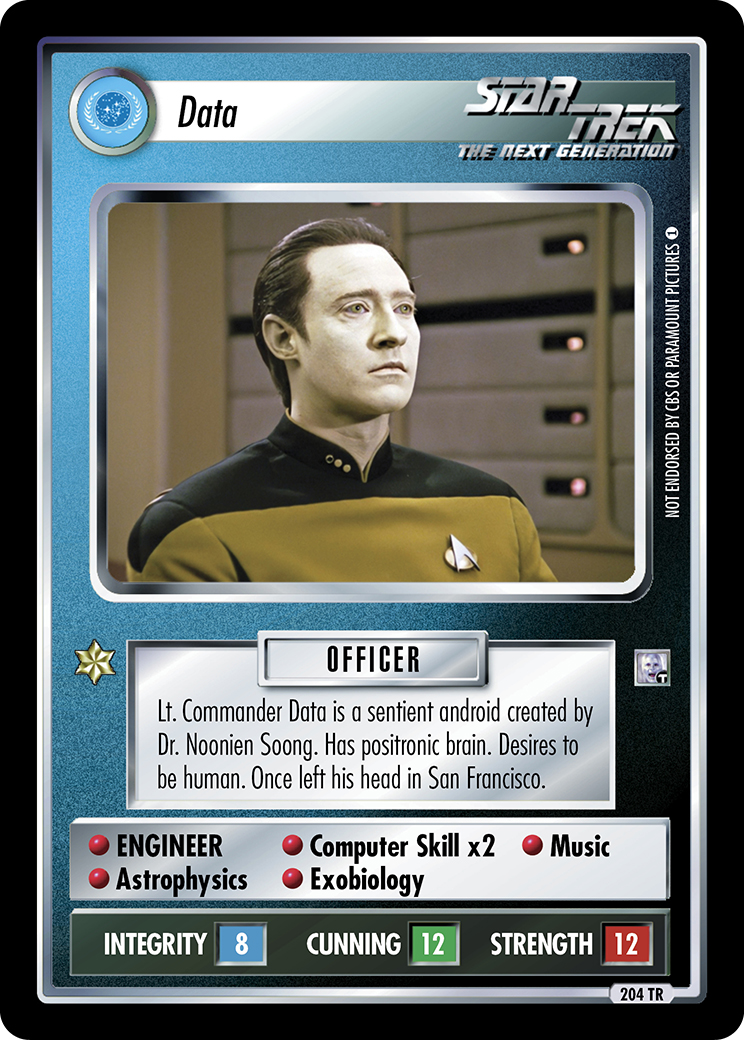 Data
STAR TREK
THE NEXT GENERATION
NOT ENDORSED BY CBS OR PARAMOUNT PICTURES 1
OFFICER
Lt. Commander Data is a sentient android created by
Dr. Noonien Soong. Has positronic brain. Desires to
be human. Once left his head in San Francisco.
ENGINEER Computer Skill x2 Music
Astrophysics Exobiology
INTEGRITY 8 CUNNING 12 STRENGTH 12
204 TR
T